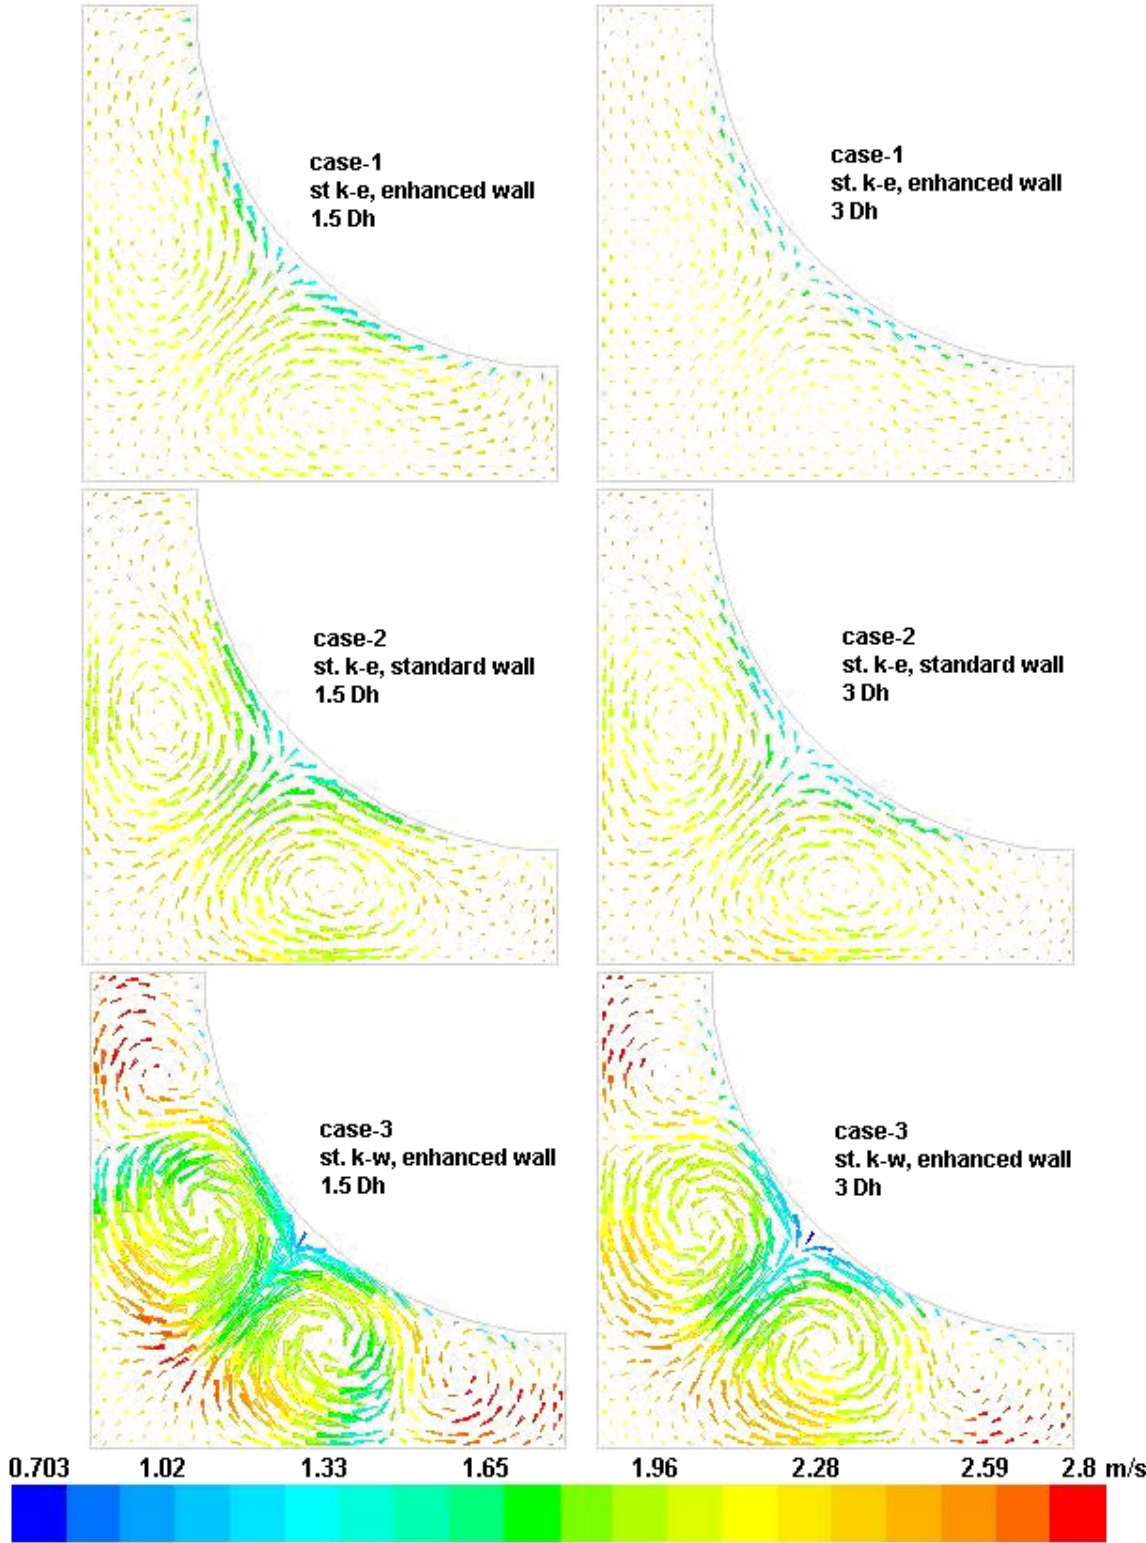 case-1
st k-e, enhanced wall
1.5 Dh
case-1
st. k-e, enhanced wall
3 Dh
case-2
st. k-e, standard wall
1.5 Dh
case-2
st. k-e, standard wall
3 Dh
case-3
st. k-w, enhanced wall
1.5 Dh
case-3
st. k-w, enhanced wall
3 Dh
0.703 1.02 1.33 1.65 1.96 2.28 2.59 2.8 m/s